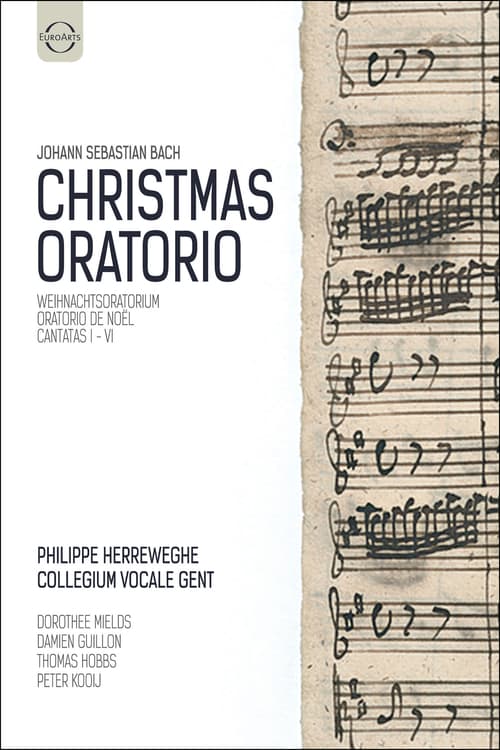 EUROARTS
JOHANN SEBASTIAN BACH
CHRISTMAS
ORATORIO
WEIHNACHTSORATORIUM
ORATORIO DE NOËL
CANTATAS I - VI
PHILIPPE HERREWEGHE
COLLEGIUM VOCALE GENT
DOROTHEE MIELDS
DAMIEN GUILLON
THOMAS HOBBS
PETER KOOIJ